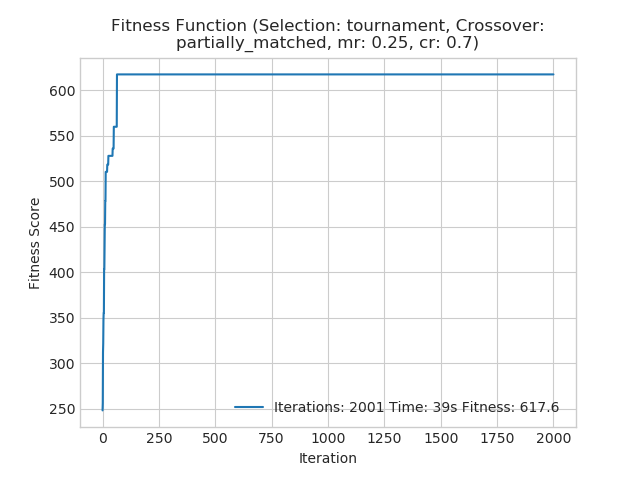 Fitness Function (Selection: tournament, Crossover:
partially_matched, mr: 0.25, cr: 0.7)
Fitness Score
600
550
500
450
400
350
300
250
Iterations: 2001 Time: 39s Fitness: 617.6
0 250 500 750 1000 1250 1500 1750 2000
Iteration